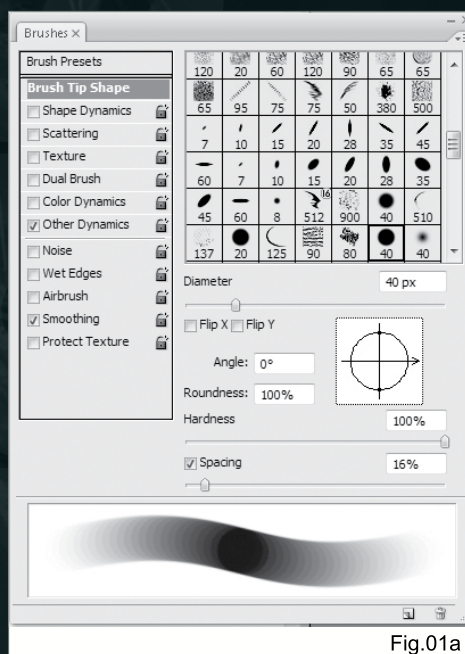 Brushes ×
Brush Presets
Brush Tip Shape
Shape Dynamics
Scattering
Texture
Dual Brush
Color Dynamics
Other Dynamics
Noise
Wet Edges
Airbrush
Smoothing
Protect Texture
120 20 60 120 90 65 65
65 95 75 75 50 380 500
7 10 15 20 28 35 45
60 7 10 15 20 28 35
16
45 60 8 512 900 40 510
137 20 125 90 80 40 40
Diameter 40 px
Flip X Flip Y
Angle: 0°
Roundness: 100%
Hardness 100%
Spacing 16%
Fig.01a